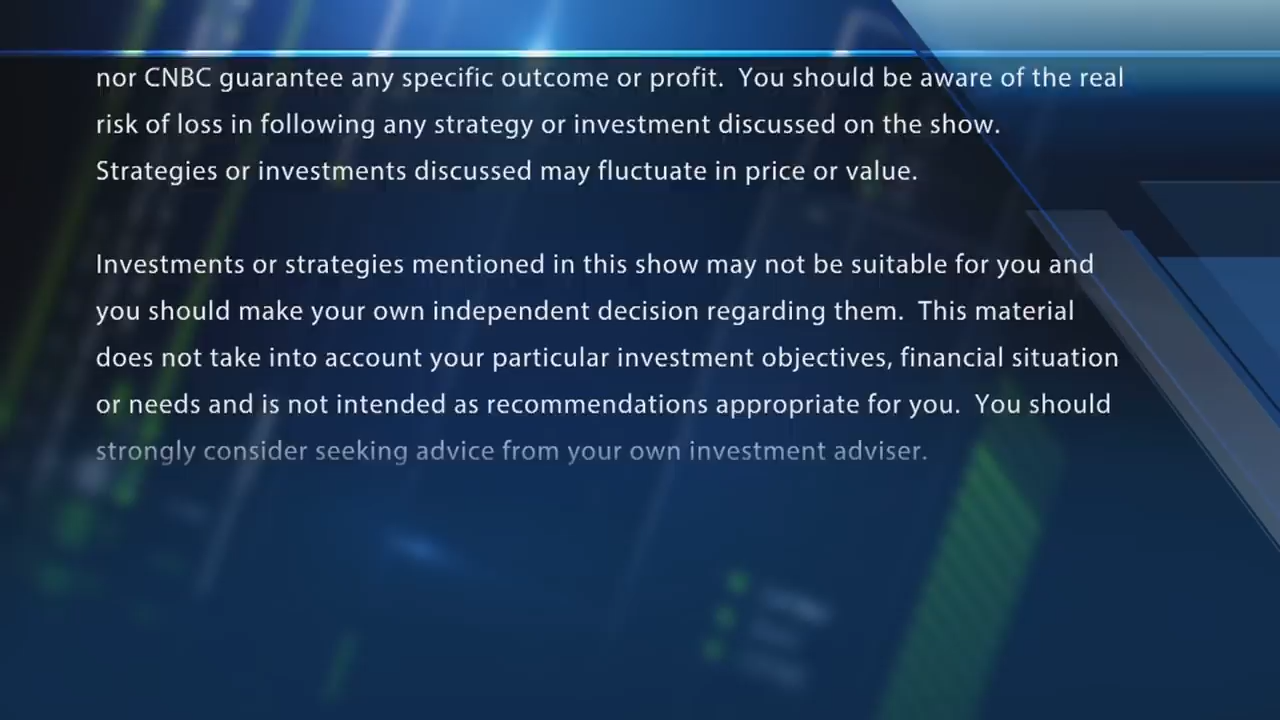 nor CNBC guarantee any specific outcome or profit.  You should be aware of the real
risk of loss in following any strategy or investment discussed on the show.
Strategies or investments discussed may fluctuate in price or value.
Investments or strategies mentioned in this show may not be suitable for you and
you should make your own independent decision regarding them.  This material
does not take into account your particular investment objectives, financial situation
or needs and is not intended as recommendations appropriate for you.  You should
strongly consider seeking advice from your own investment adviser.